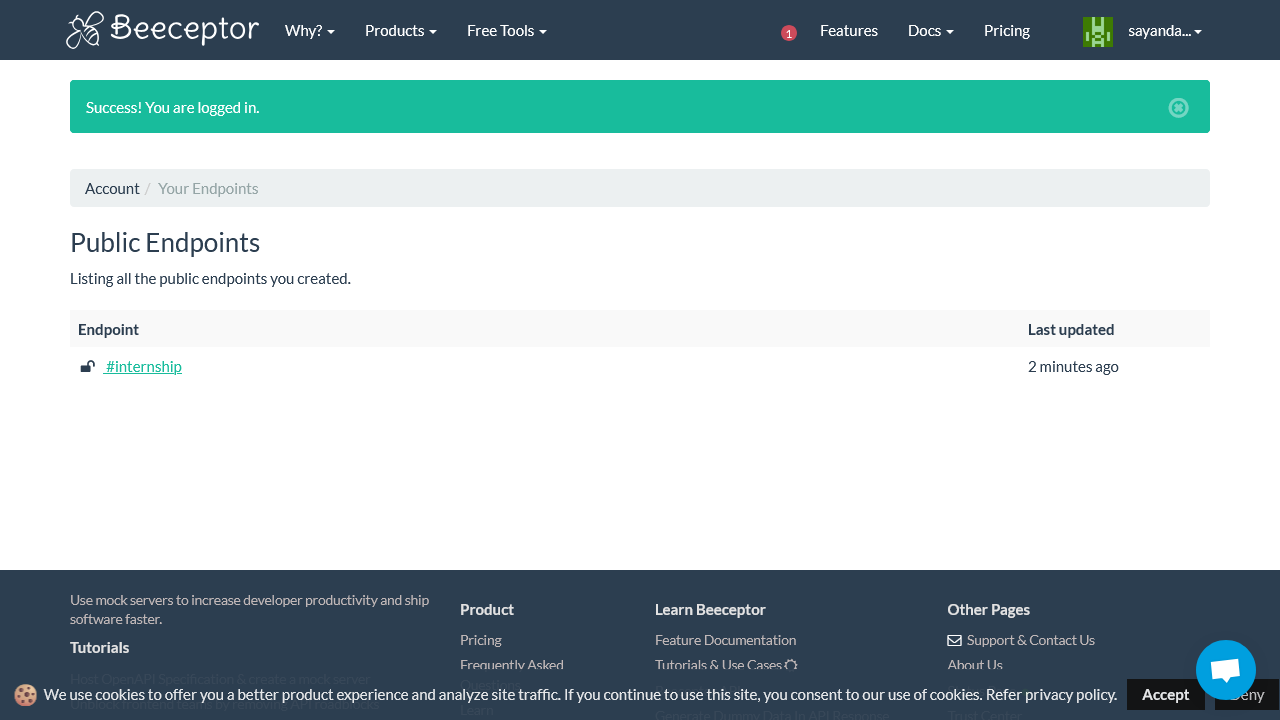 Beeceptor
Why?
Products
Free Tools
1
Features
Docs
Pricing
sayanda...
Success! You are logged in.
Account / Your Endpoints
Public Endpoints
Listing all the public endpoints you created.
Endpoint Last updated
#internship 2 minutes ago
Use mock servers to increase developer productivity and ship
software faster.
Tutorials
Host OpenAPI Specification & create a mock server
Product
Pricing
Frequently Asked
Questions
Learn Beeceptor
Feature Documentation
Tutorials & Use Cases
Generate Dummy Data in API Response
Other Pages
Support & Contact Us
About Us
Trust Center
We use cookies to offer you a better product experience and analyze site traffic. If you continue to use this site, you consent to our use of cookies. Refer privacy policy.
Accept
Deny